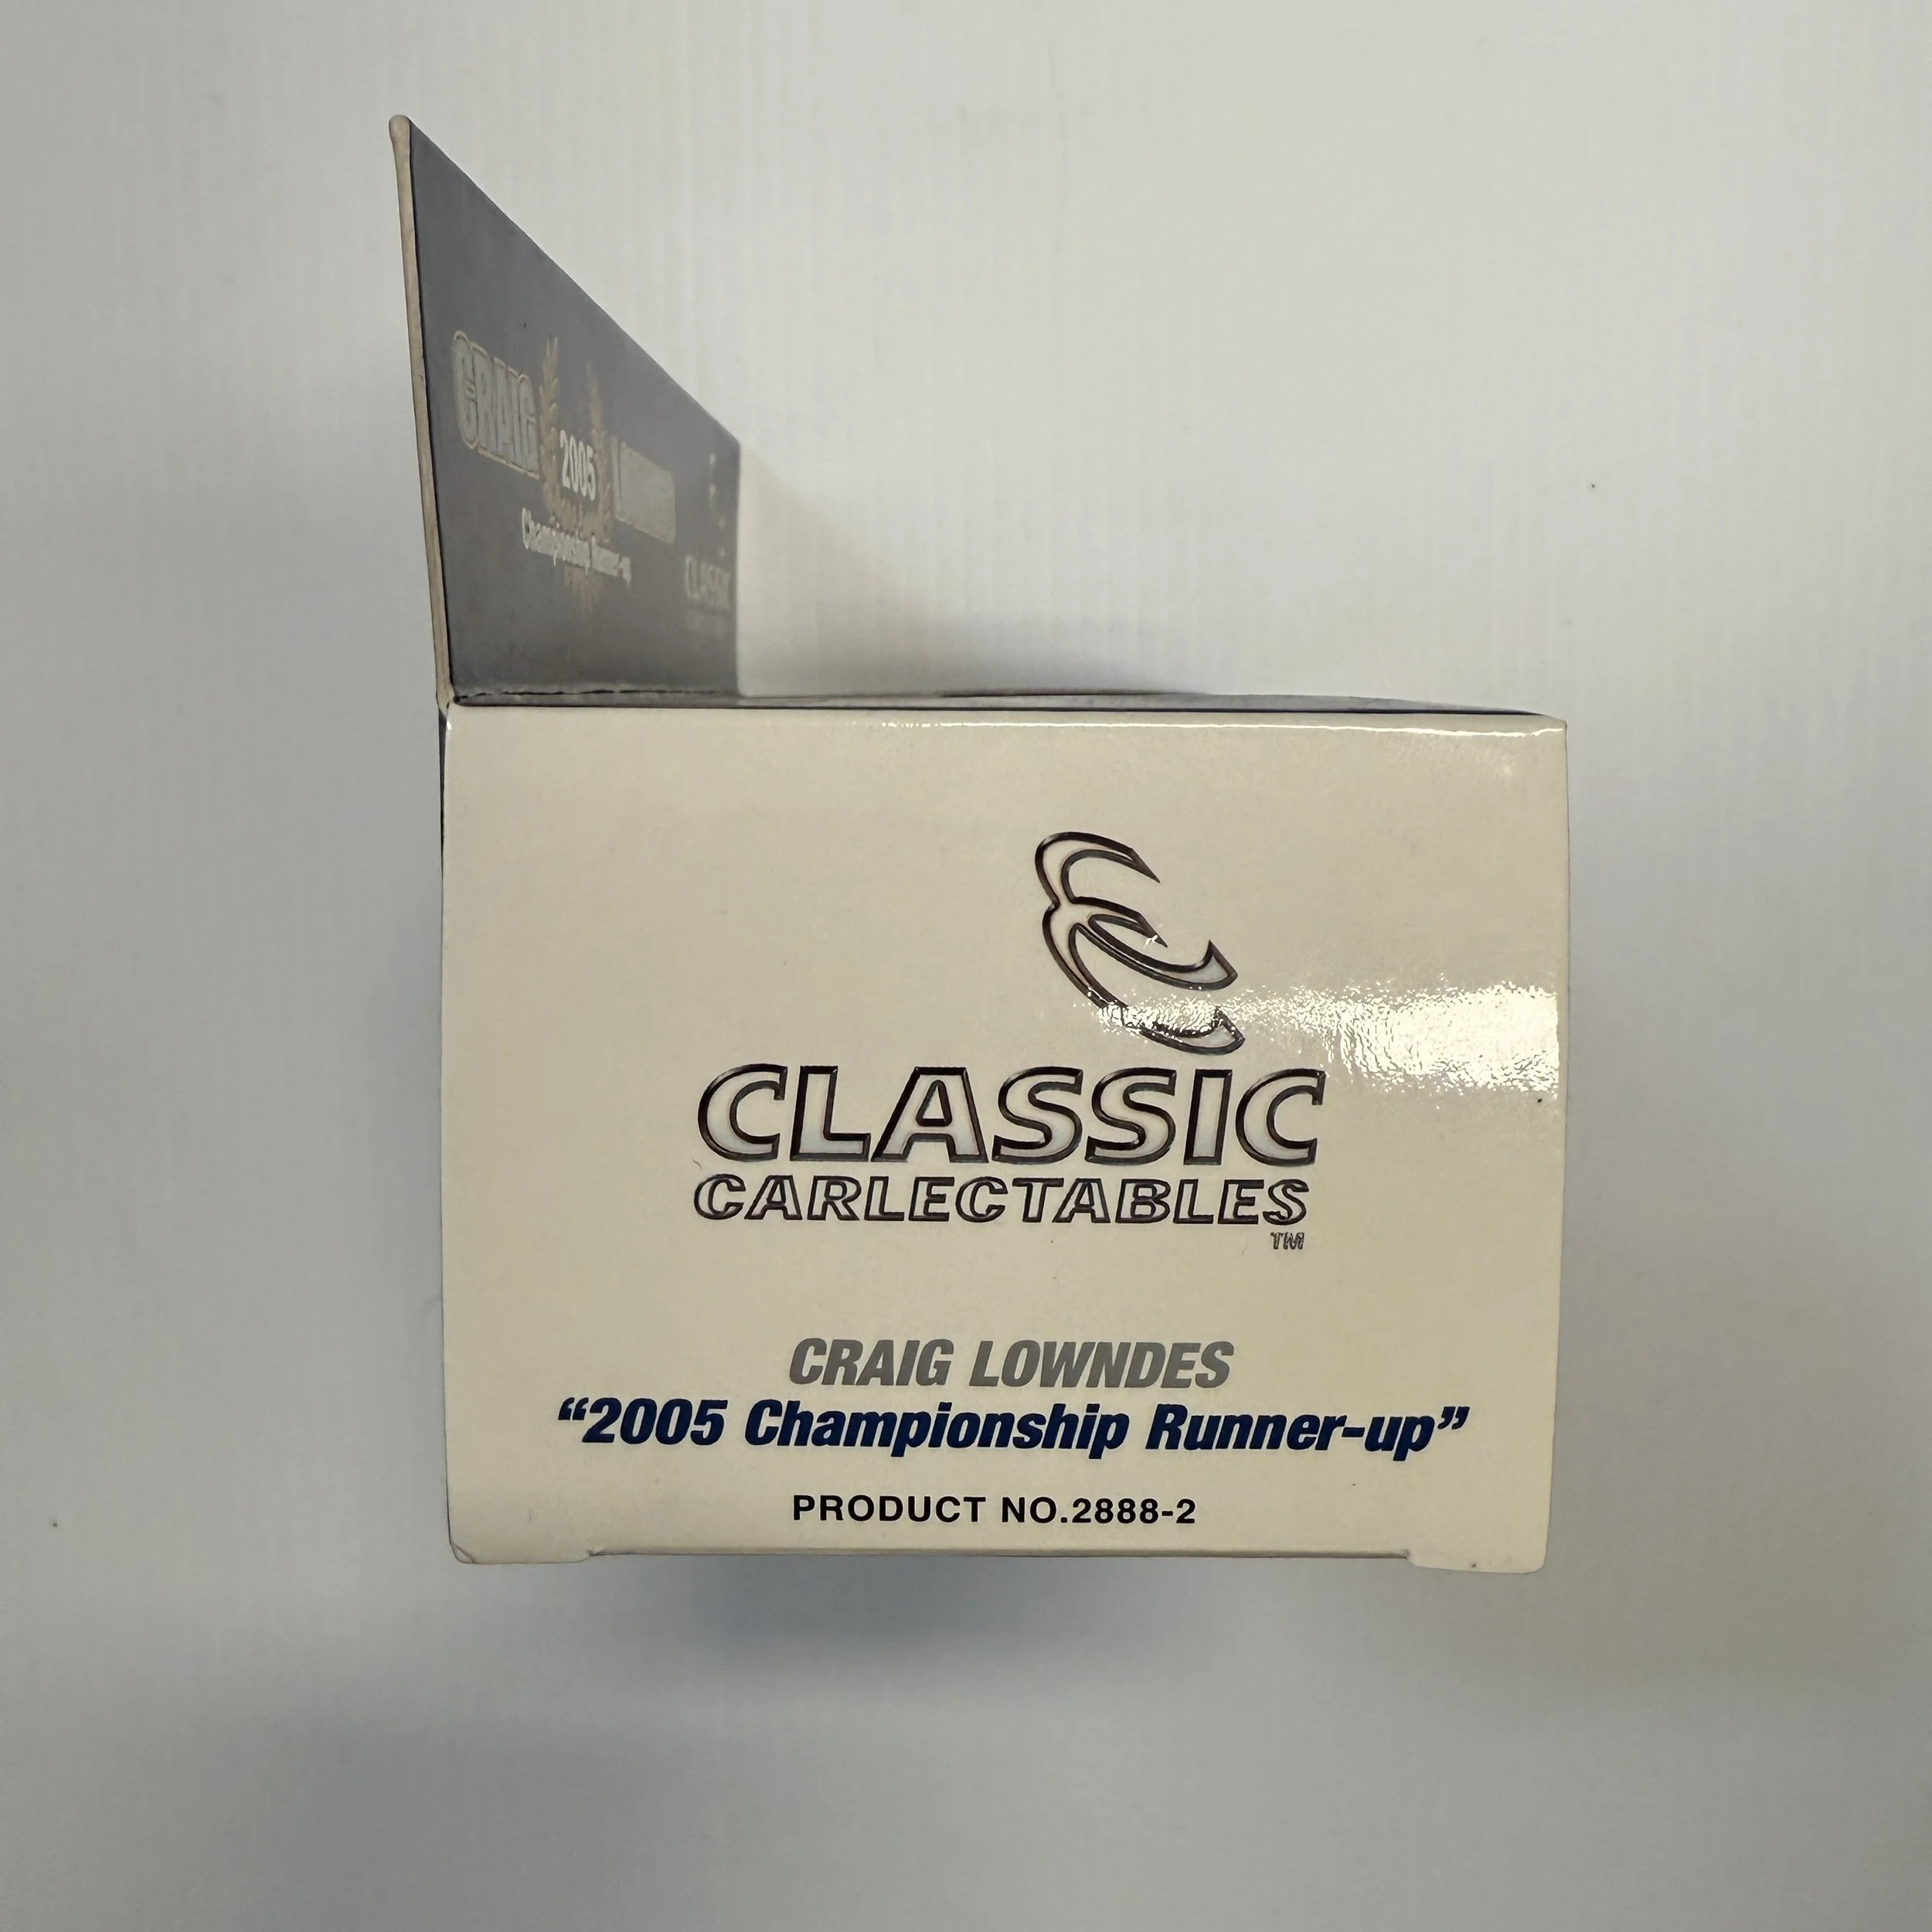 CRAIG
2005
Championship Runner-up
CLASSIC
CLASSIC
CARLECTABLES
TM
CRAIG LOWNDES
“2005 Championship Runner-up”
PRODUCT NO.2888-2